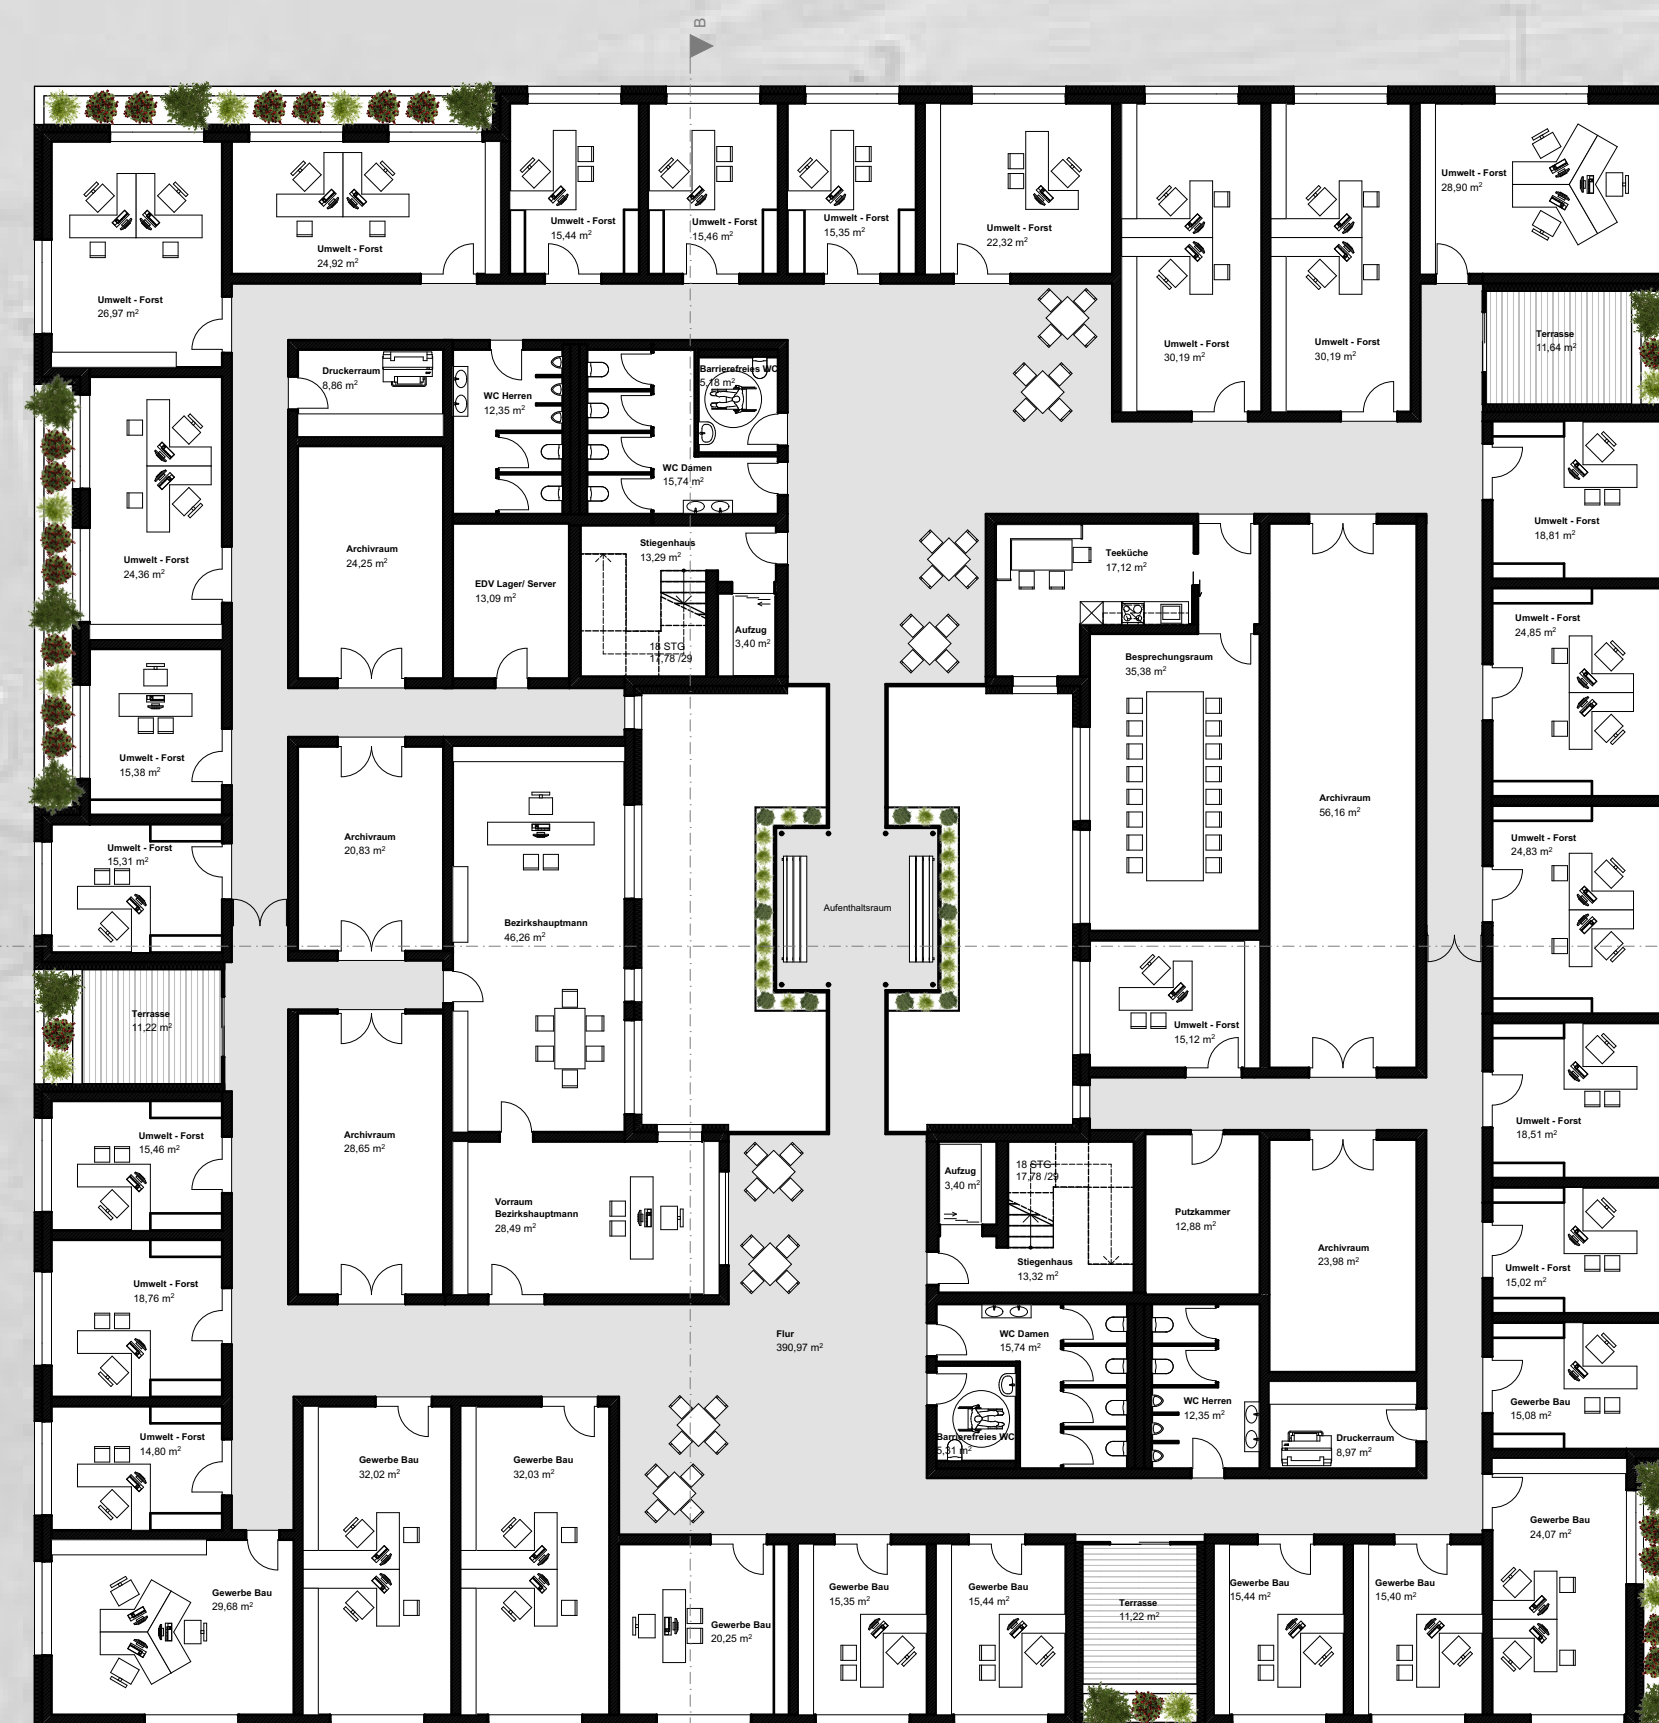 B
Umwelt - Forst
15,44 m²
Umwelt - Forst
15,46 m²
Umwelt - Forst
15,35 m²
Umwelt - Forst
22,32 m²
Umwelt - Forst
28,90 m²
Umwelt - Forst
24,92 m²
Umwelt - Forst
26,97 m²
Umwelt - Forst
30,19 m²
Umwelt - Forst
30,19 m²
Terrasse
11,64 m²
Druckerraum
8,86 m²
WC Herren
12,35 m²
Barrierefreies WC
5,18 m²
WC Damen
15,74 m²
Umwelt - Forst
18,81 m²
Umwelt - Forst
24,36 m²
Archivraum
24,25 m²
EDV Lager/ Server
13,09 m²
Stiegenhaus
13,29 m²
18 STG
17,78 /29
Aufzug
3,40 m²
Teeküche
17,12 m²
Besprechungsraum
35,38 m²
Umwelt - Forst
24,85 m²
Umwelt - Forst
15,38 m²
Archivraum
56,16 m²
Umwelt - Forst
15,31 m²
Archivraum
20,83 m²
Umwelt - Forst
24,83 m²
Bezirkshauptmann
46,26 m²
Aufenthaltsraum
Terrasse
11,22 m²
Umwelt - Forst
15,12 m²
Umwelt - Forst
18,51 m²
Umwelt - Forst
15,46 m²
Archivraum
28,65 m²
Vorraum
Bezirkshauptmann
28,49 m²
Aufzug
3,40 m²
18 STG
17,78 /29
Stiegenhaus
13,32 m²
Putzkammer
12,88 m²
Archivraum
23,98 m²
Umwelt - Forst
15,02 m²
Umwelt - Forst
18,76 m²
Flur
390,97 m²
WC Damen
15,74 m²
WC Herren
12,35 m²
Barrierefreies WC
5,31 m²
Druckerraum
8,97 m²
Gewerbe Bau
15,08 m²
Umwelt - Forst
14,80 m²
Gewerbe Bau
32,02 m²
Gewerbe Bau
32,03 m²
Gewerbe Bau
24,07 m²
Gewerbe Bau
29,68 m²
Gewerbe Bau
20,25 m²
Gewerbe Bau
15,35 m²
Gewerbe Bau
15,44 m²
Terrasse
11,22 m²
Gewerbe Bau
15,44 m²
Gewerbe Bau
15,40 m²